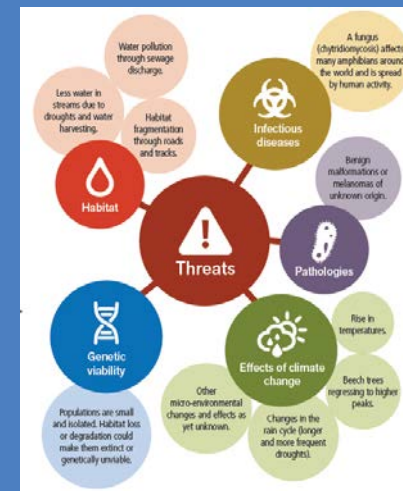 Water pollution
through sewage
discharge.
Less water in
streams due to
droughts and water
harvesting.
Habitat
fragmentation
through roads
and tracks.
Habitat
A fungus
(chytridiomycosis) affects
many amphibians around
the world and is spread
by human activity.
Infectious
diseases
Threats
Benign
malformations or
melanomas of
unknown origin.
Pathologies
Genetic
viability
Populations are small
and isolated. Habitat loss
or degradation could
make them extinct or
genetically unviable.
Effects of climate
change
Rise in
temperatures.
Beech trees
regressing to higher
peaks.
Changes in the
rain cycle (longer
and more frequent
droughts).
Other
micro-environmental
changes and effects as
yet unknown.